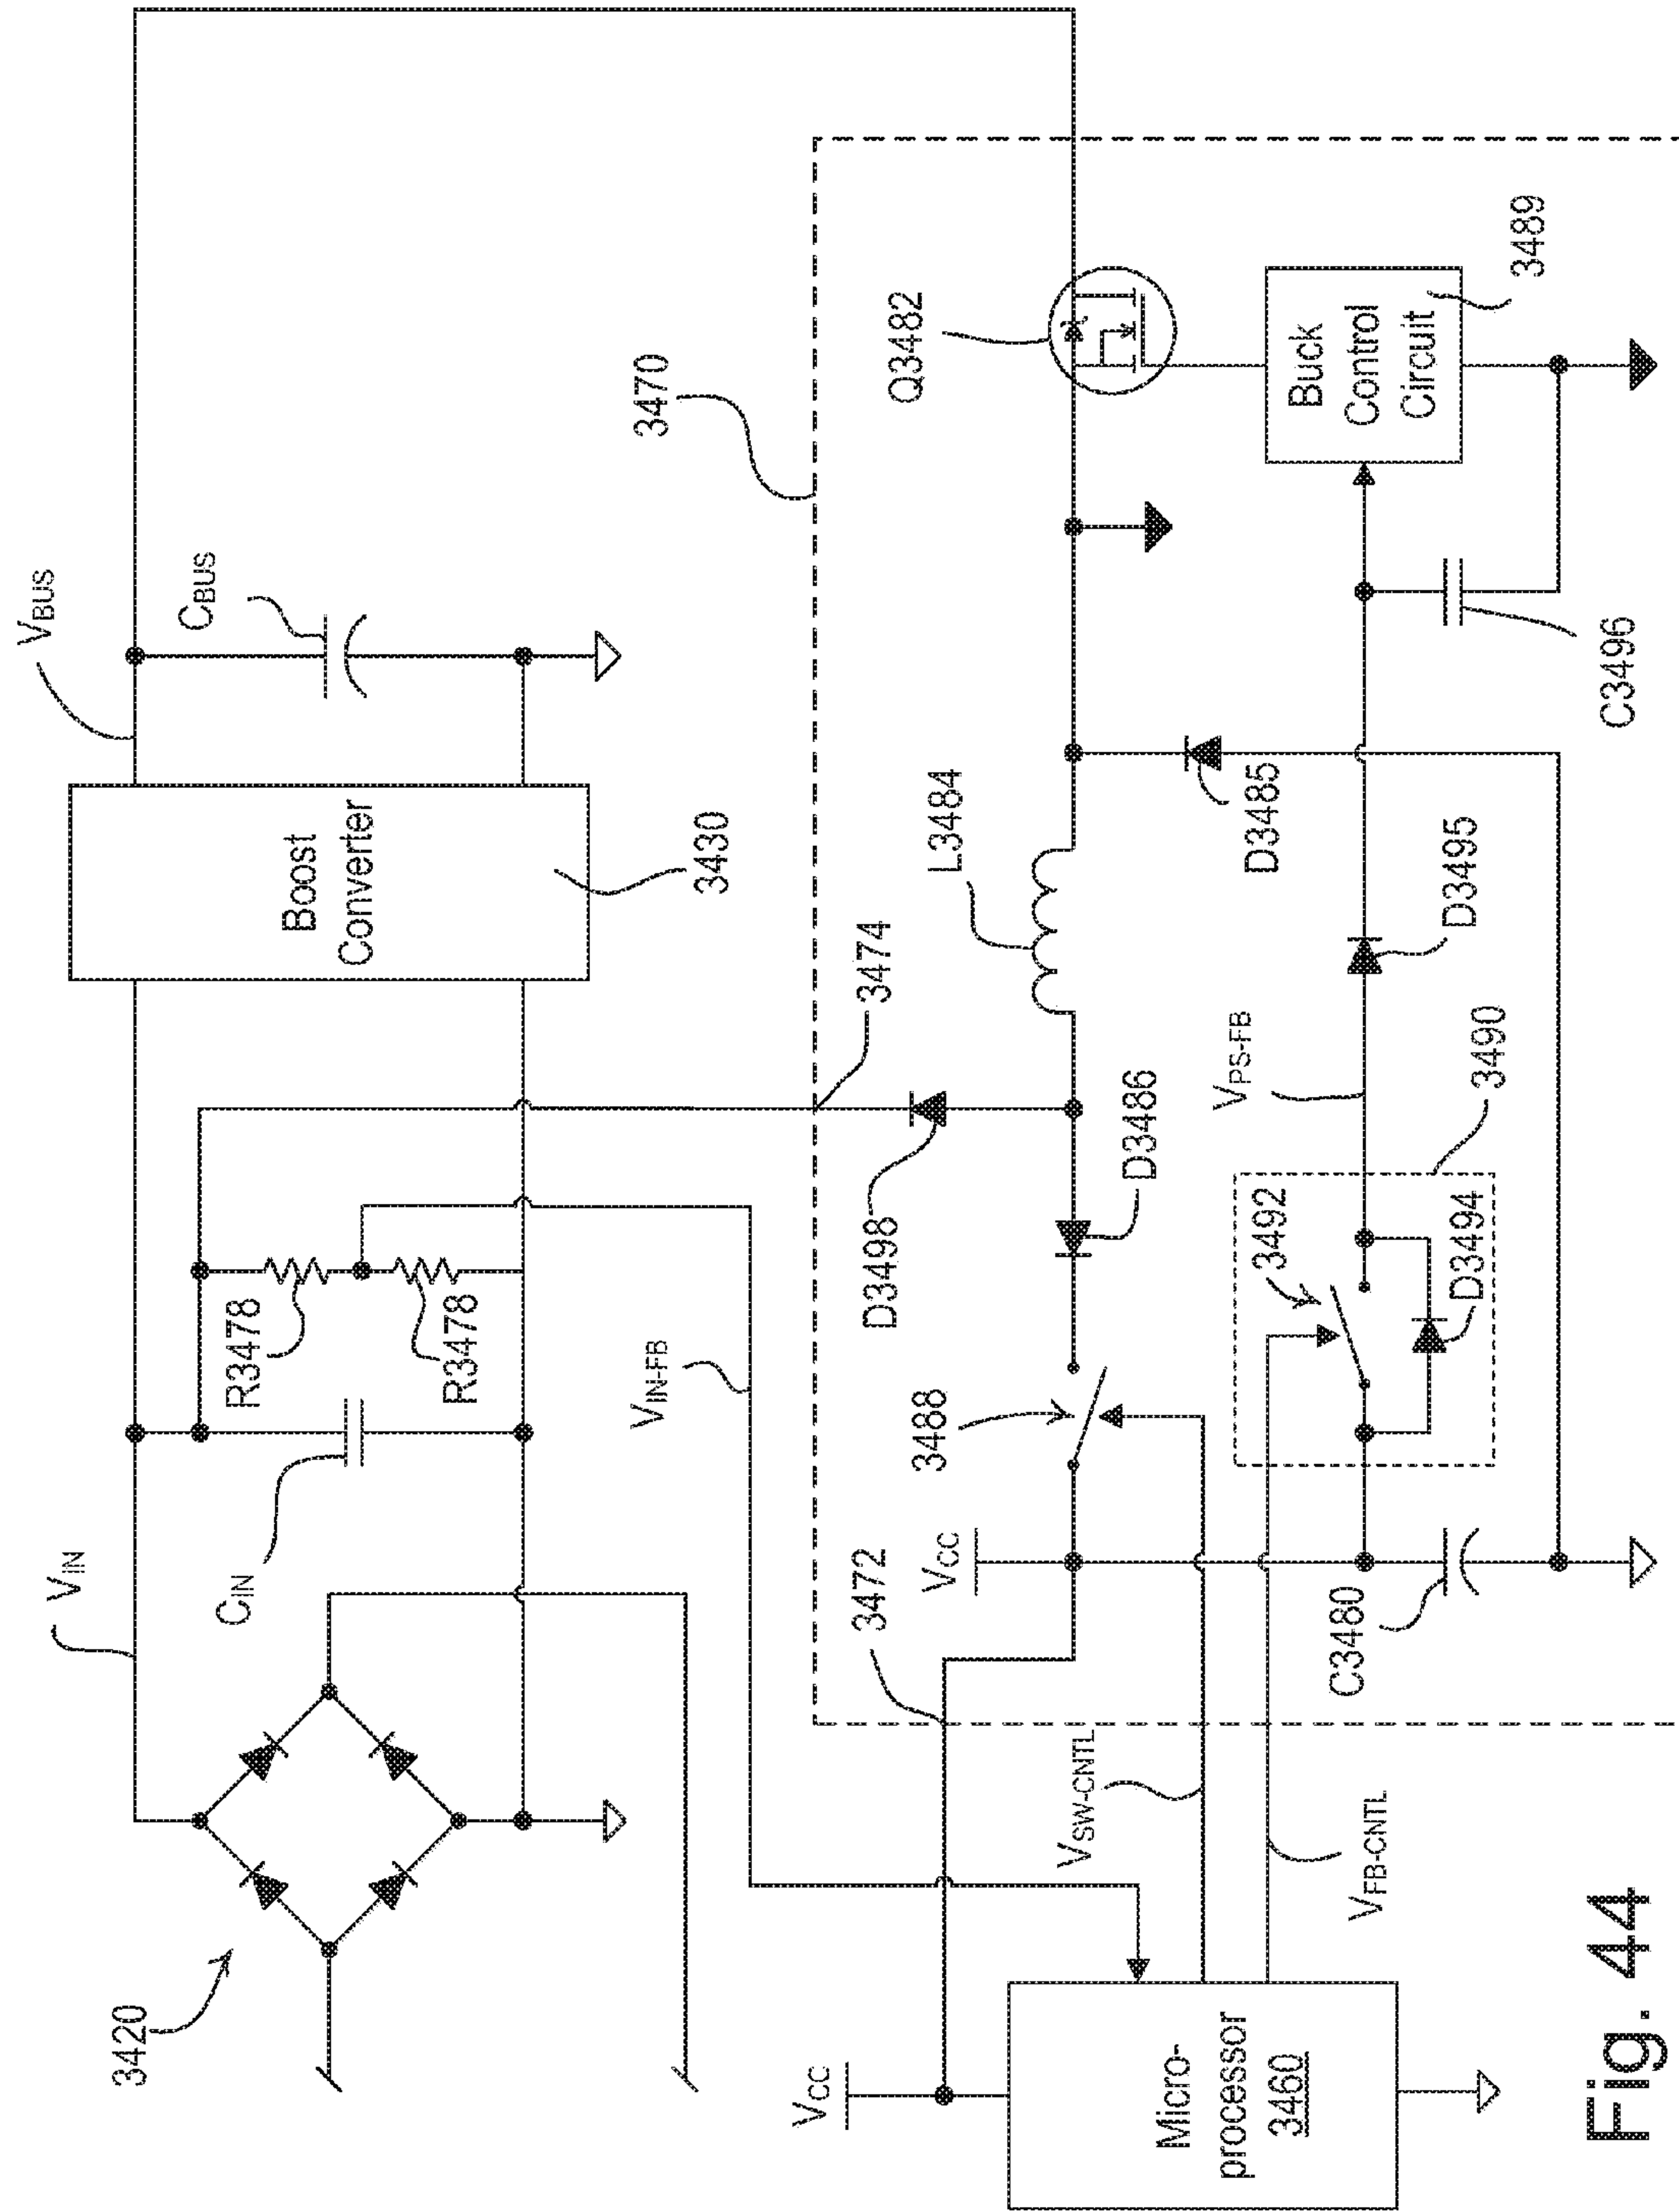 V_BUS
C_BUS
V_IN
C_IN
3420
R3478
R3478
Boost
Converter
3430
V_IN-FB
3474
3470
D3498
L3484
Q3482
3472
V_CC
3488
D3486
D3485
V_CC
V_SW-CNTL
V_FB-CNTL
3492
D3494
3490
V_PS-FB
D3495
C3480
C3496
Buck
Control
Circuit
3489
Micro-
processor
3460
Fig. 44